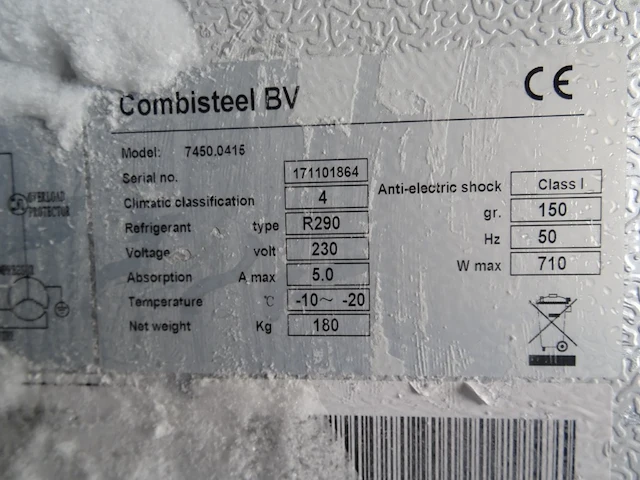 Combisteel BV CE
Model: 7450.0415
Serial no. 171101864 Anti-electric shock Class I
Climatic classification 4 gr. 150
Refrigerant type R290 Hz 50
Voltage volt 230 W max 710
Absorption A max 5.0
Temperature °C -10~ -20
Net weight Kg 180
OVERLOAD
PROTECTOR